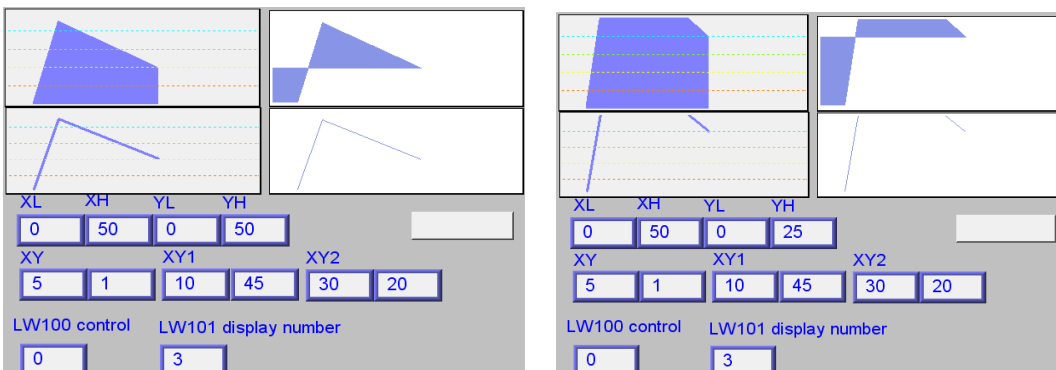 XL XH YL YH
0 50 0 50
XY XY1 XY2
5 1 10 45 30 20
LW100 control LW101 display number
0 3
XL XH YL YH
0 50 0 25
XY XY1 XY2
5 1 10 45 30 20
LW100 control LW101 display number
0 3